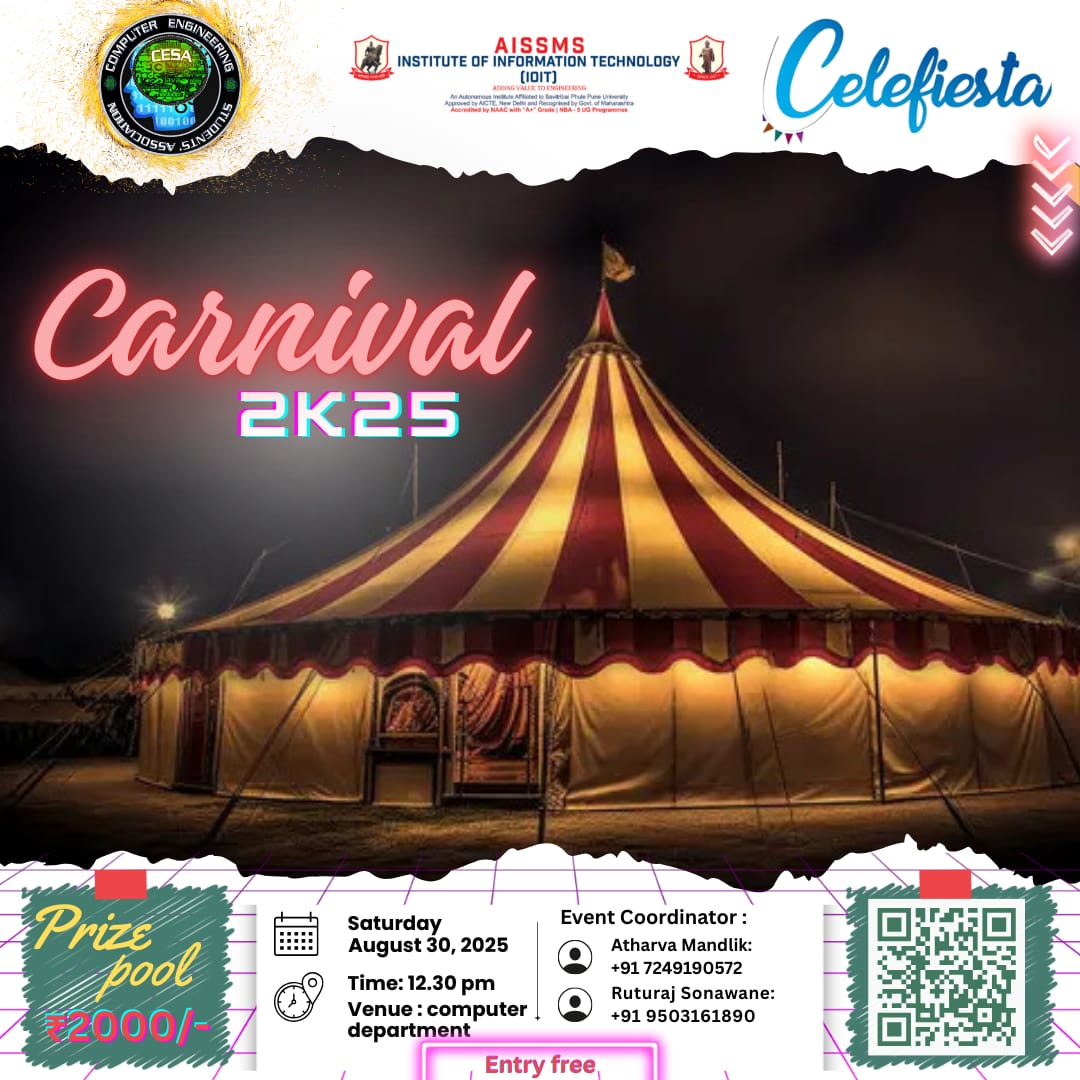 COMPUTER ENGINEERING
STUDENTS' ASSOCIATION
CESA
AISSMS
INSTITUTE OF INFORMATION TECHNOLOGY
(IOIT)
ADDING VALUE TO ENGINEERING
An Autonomous Institute Affiliated to Savitribai Phule Pune University
Approved by AICTE, New Delhi and Recognised by Govt. of Maharashtra
Accredited by NAAC with "A+" Grade | NBA - 5 UG Programmes
Celefiesta
Carnival
2K25
Prize
pool
₹2000/-
Saturday
August 30, 2025
Time: 12.30 pm
Venue : computer
department
Event Coordinator :
Atharva Mandlik:
+91 7249190572
Ruturaj Sonawane:
+91 9503161890
Entry free